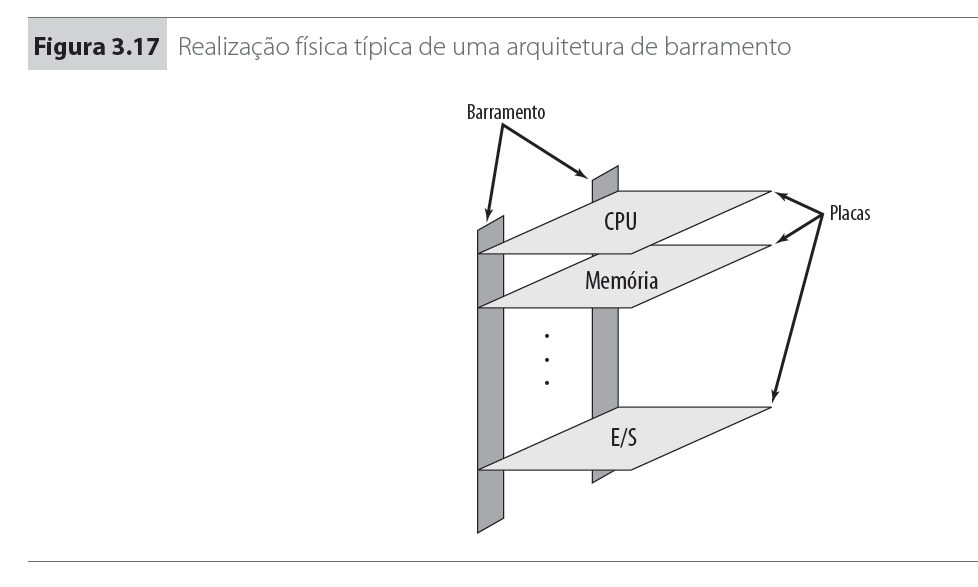 Figura 3.17 Realização física típica de uma arquitetura de barramento
Barramento
CPU
Placas
Memória
E/S